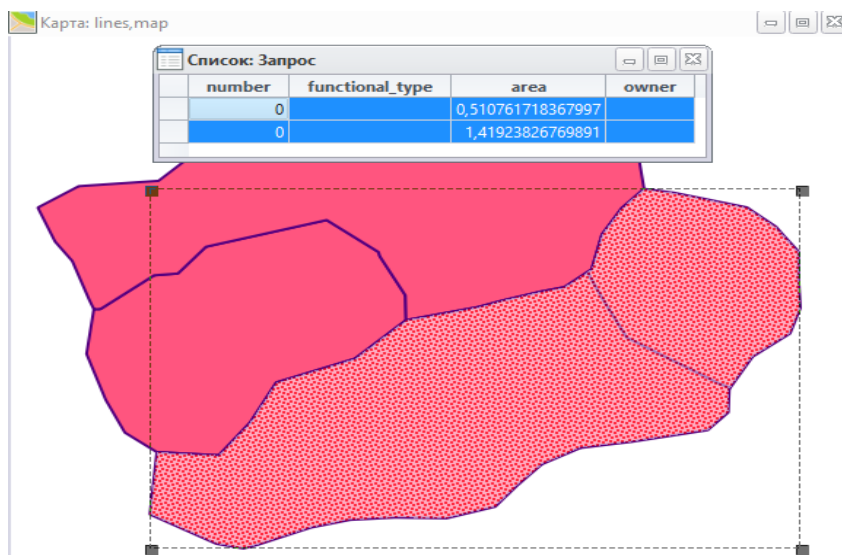 Карта: lines,map
Список: Запрос
number functional_type area owner
0 0,510761718367997
0 1,41923826769891